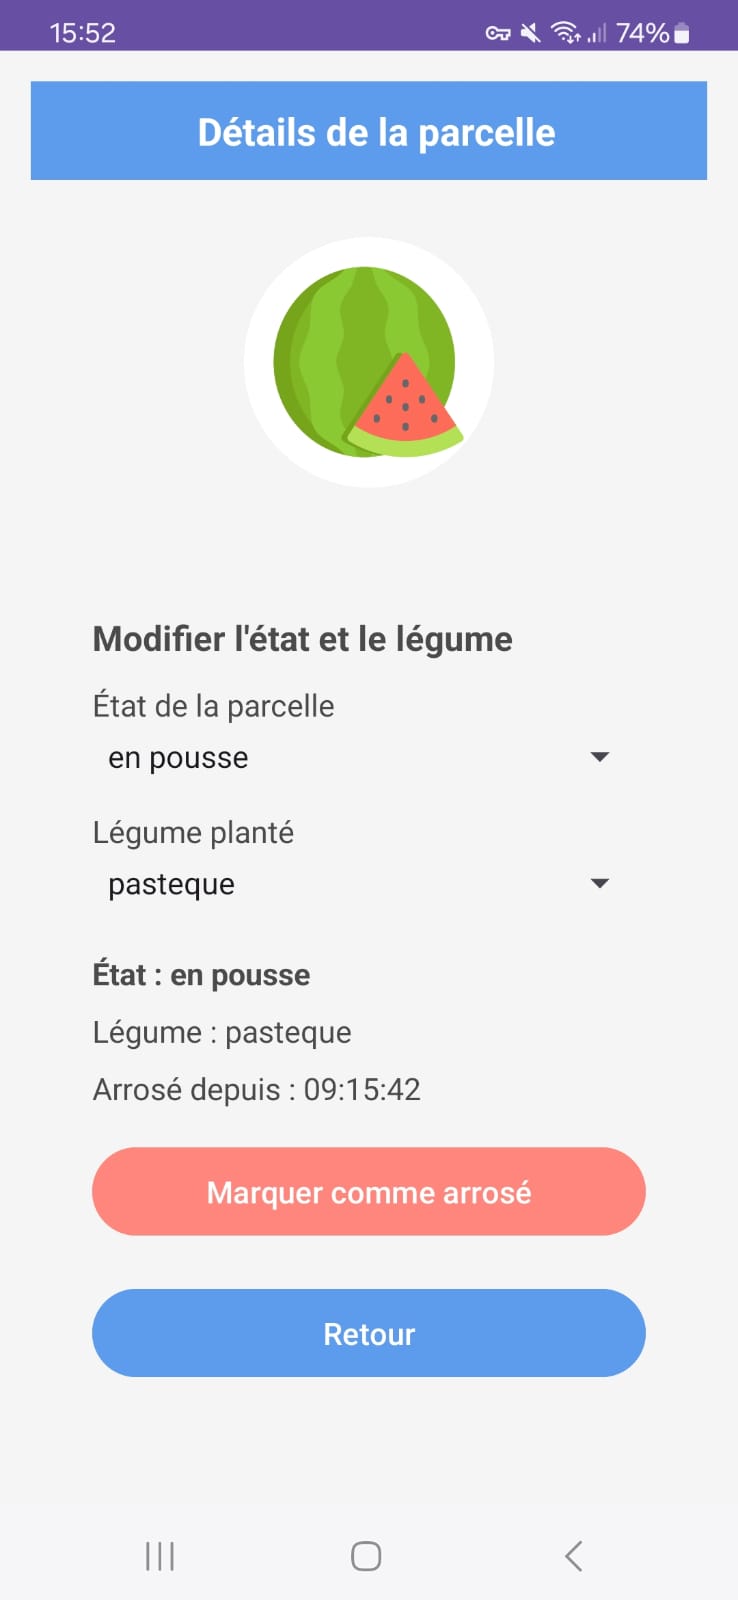 15:52
74%
Détails de la parcelle
Modifier l'état et le légume
État de la parcelle
en pousse
Légume planté
pasteque
État : en pousse
Légume : pasteque
Arrosé depuis : 09:15:42
Marquer comme arrosé
Retour